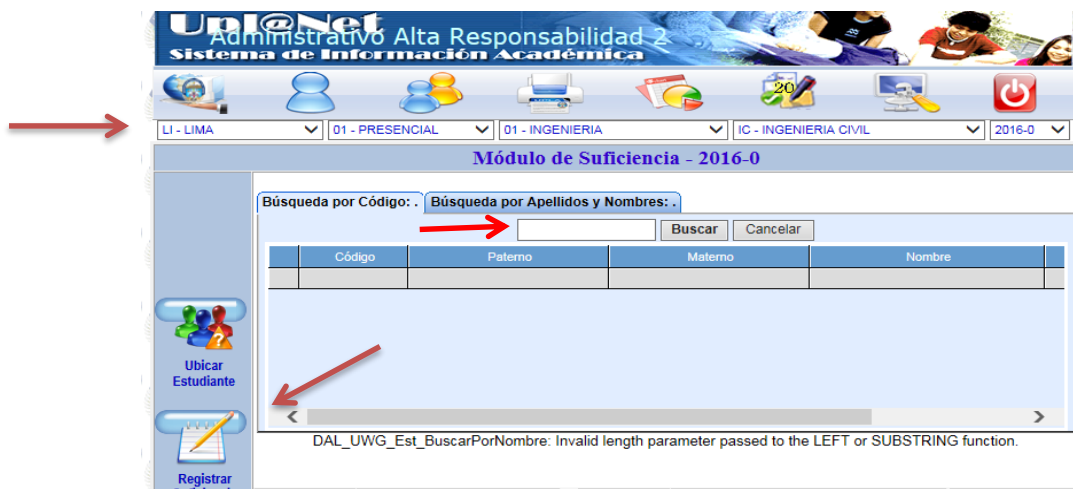 Upl@Net
Administrativo Alta Responsabilidad 2
Sistema de Información Académica
20
LI - LIMA 01 - PRESENCIAL 01 - INGENIERIA IC - INGENIERIA CIVIL 2016-0
Módulo de Suficiencia - 2016-0
Búsqueda por Código: . Búsqueda por Apellidos y Nombres: .
Buscar Cancelar
Código Paterno Materno Nombre
Ubicar
Estudiante
DAL_UWG_Est_BuscarPorNombre: Invalid length parameter passed to the LEFT or SUBSTRING function.
Registrar